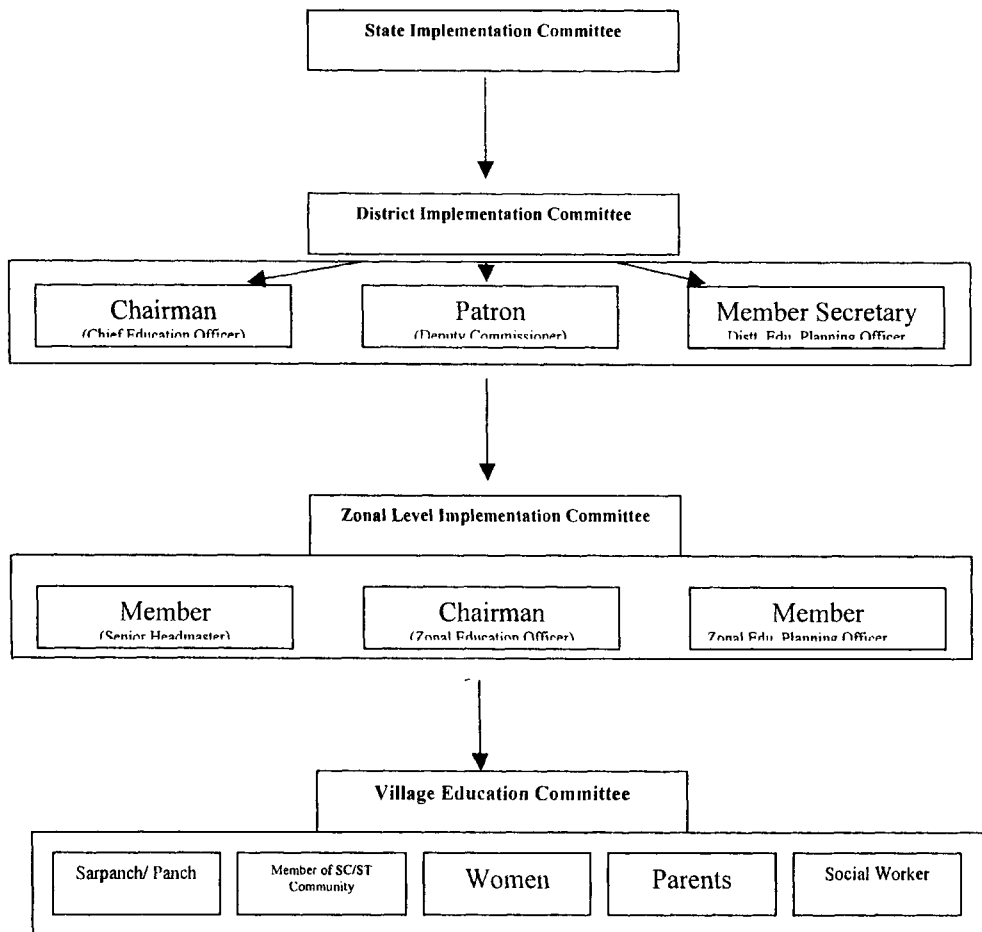 State Implementation Committee
District Implementation Committee
Chairman
(Chief Education Officer)
Patron
(Deputy Commissioner)
Member Secretary
Distt. Edu. Planning Officer
Zonal Level Implementation Committee
Member
(Senior Headmaster)
Chairman
(Zonal Education Officer)
Member
Zonal Edu. Planning Officer
Village Education Committee
Sarpanch/ Panch
Member of SC/ST
Community
Women
Parents
Social Worker